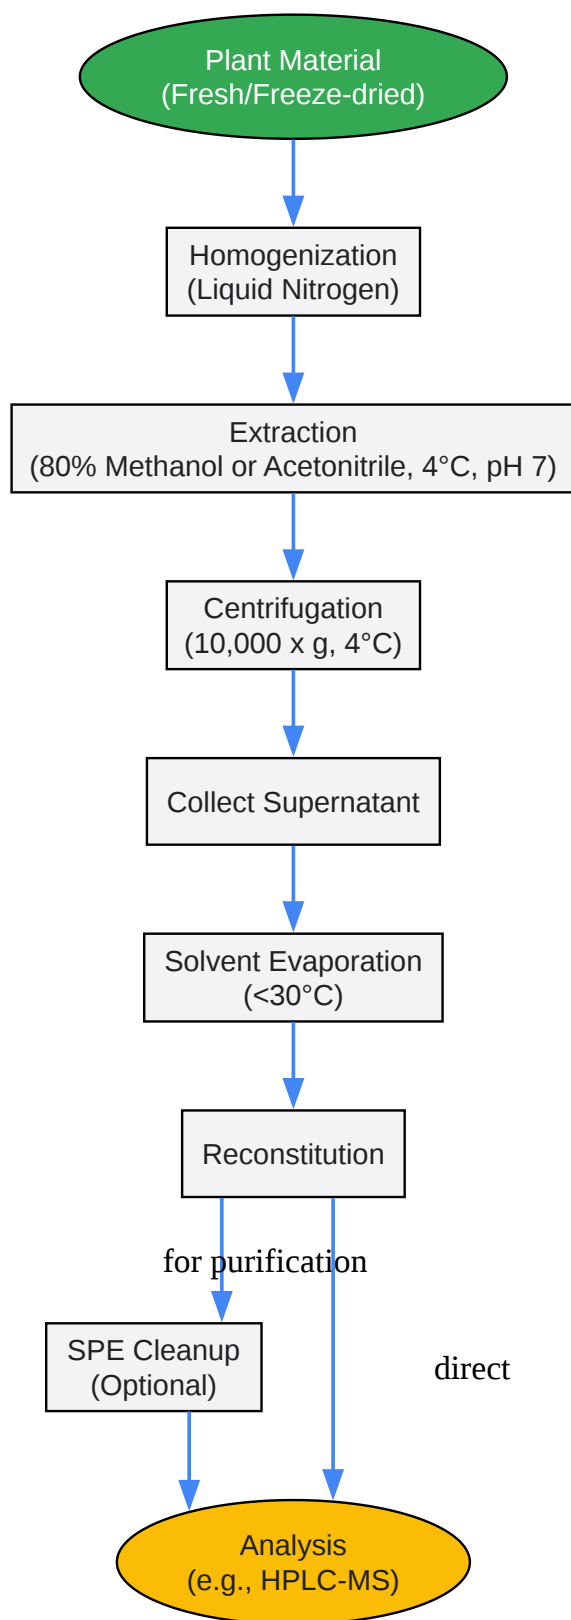 Plant Material
(Fresh/Freeze-dried)
Homogenization
(Liquid Nitrogen)
Extraction
(80% Methanol or Acetonitrile, 4°C, pH 7)
Centrifugation
(10,000 x g, 4°C)
Collect Supernatant
Solvent Evaporation
(<30°C)
Reconstitution
for purification
SPE Cleanup
(Optional)
direct
Analysis
(e.g., HPLC-MS)